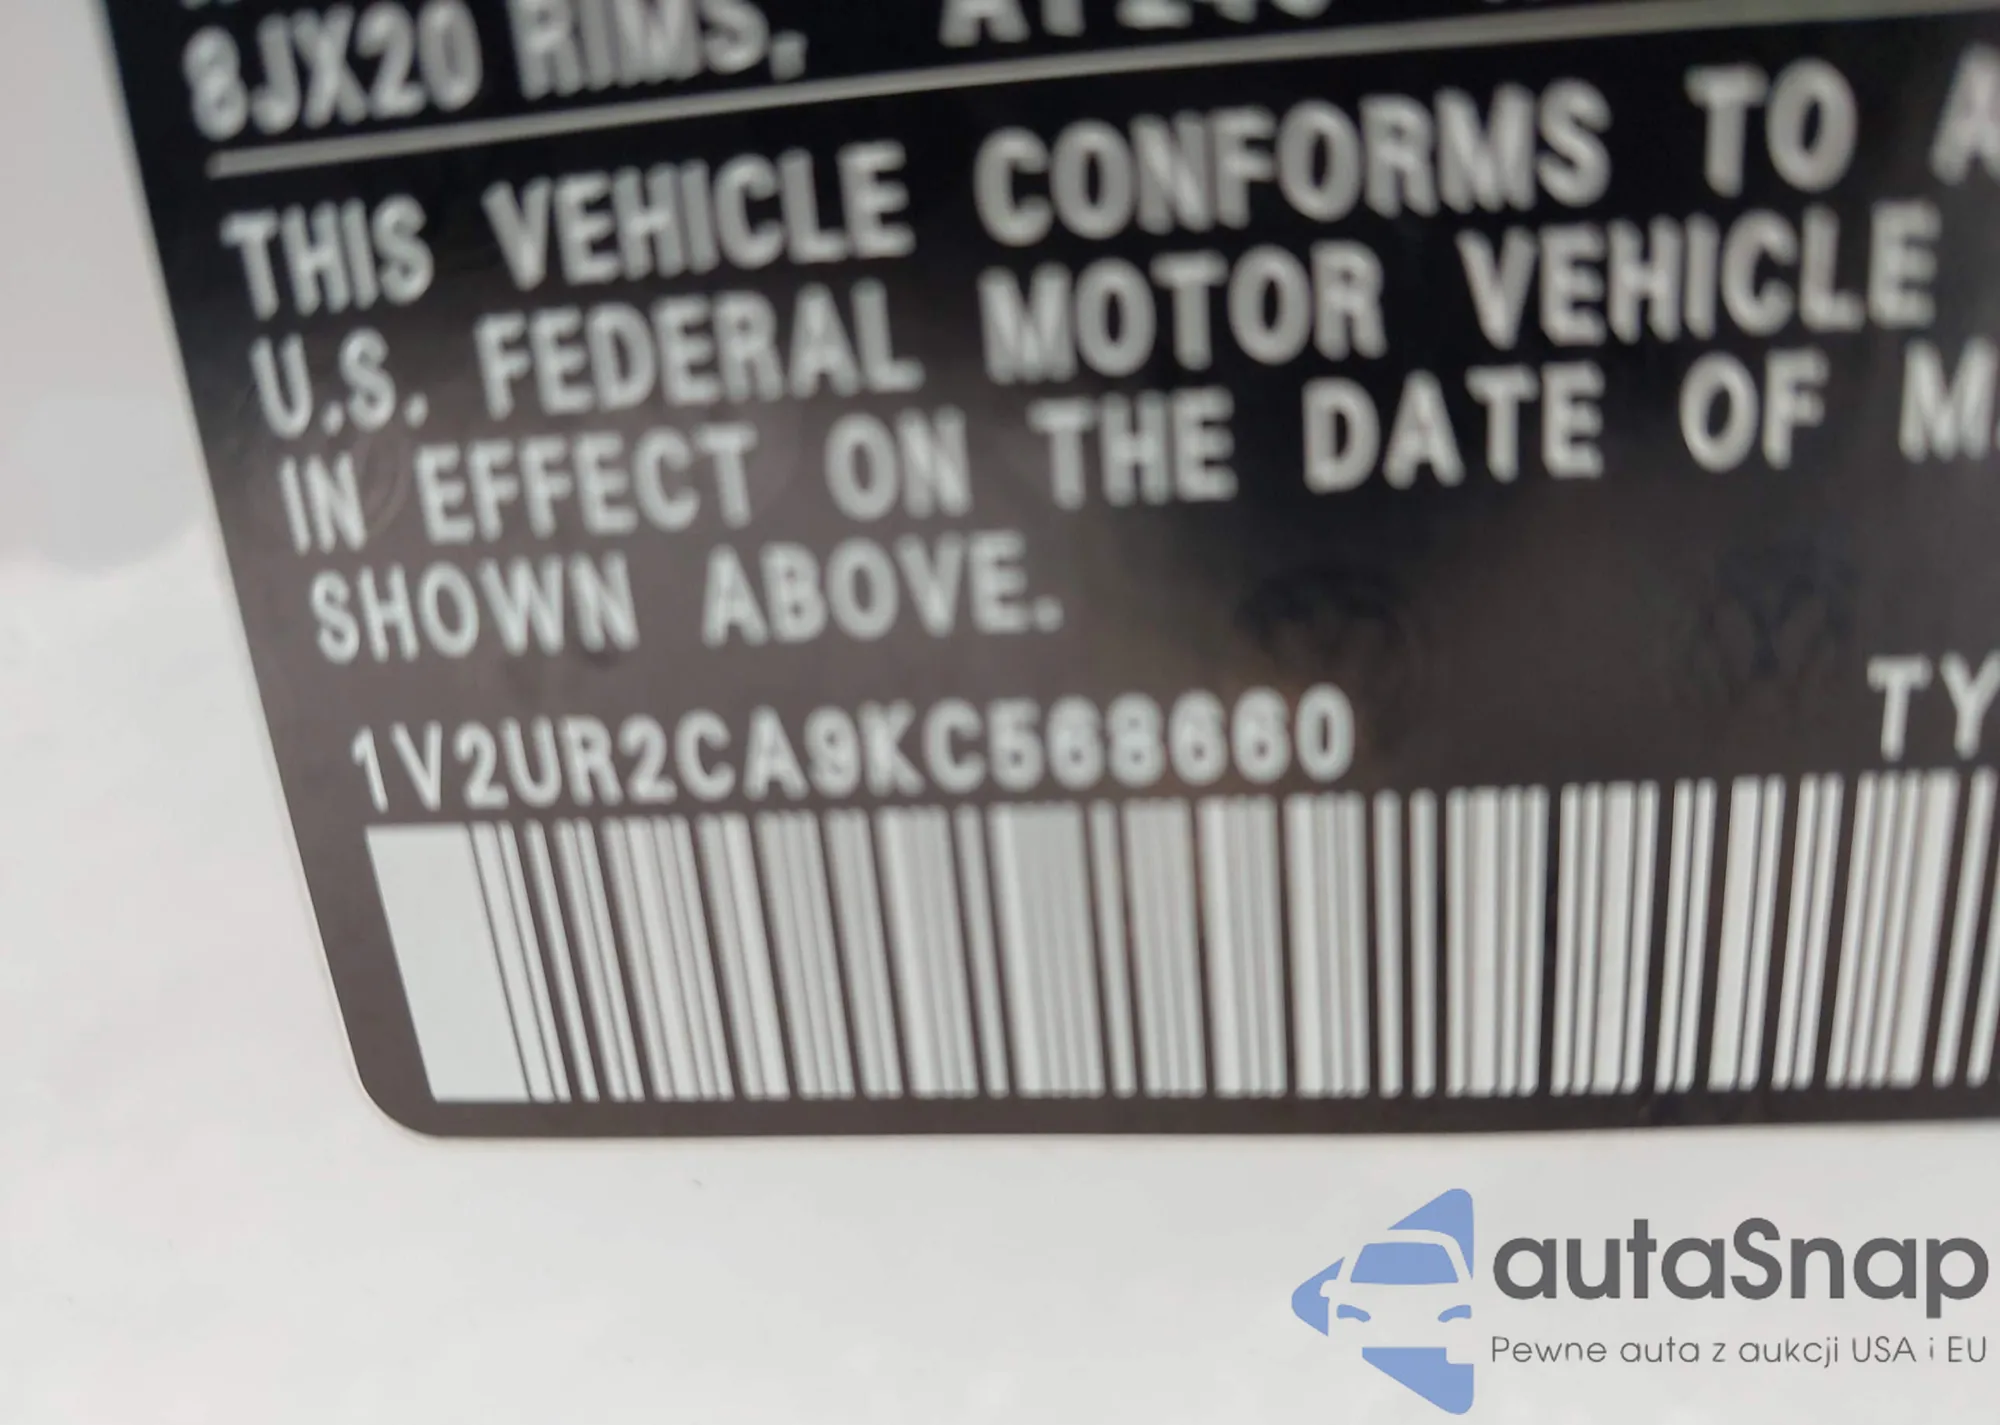 8JX20 RIMS,
THIS VEHICLE CONFORMS TO A
U.S. FEDERAL MOTOR VEHICLE
IN EFFECT ON THE DATE OF M
SHOWN ABOVE.
1V2UR2CA9KC568660
TY
autaSnap
Pewne auta z aukcji USA i EU